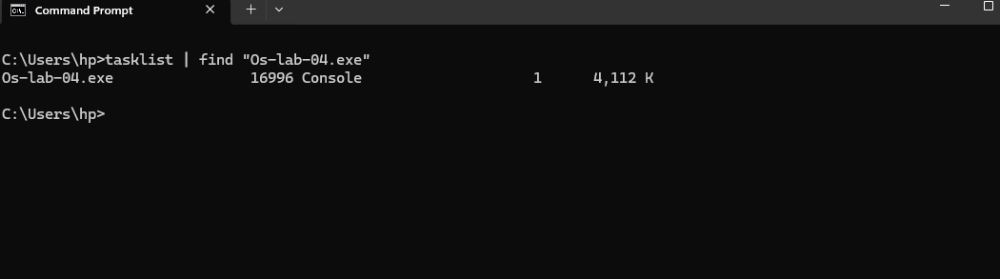 Command Prompt
C:\Users\hp>tasklist | find "Os-lab-04.exe"
Os-lab-04.exe                16996 Console                    1      4,112 K
C:\Users\hp>